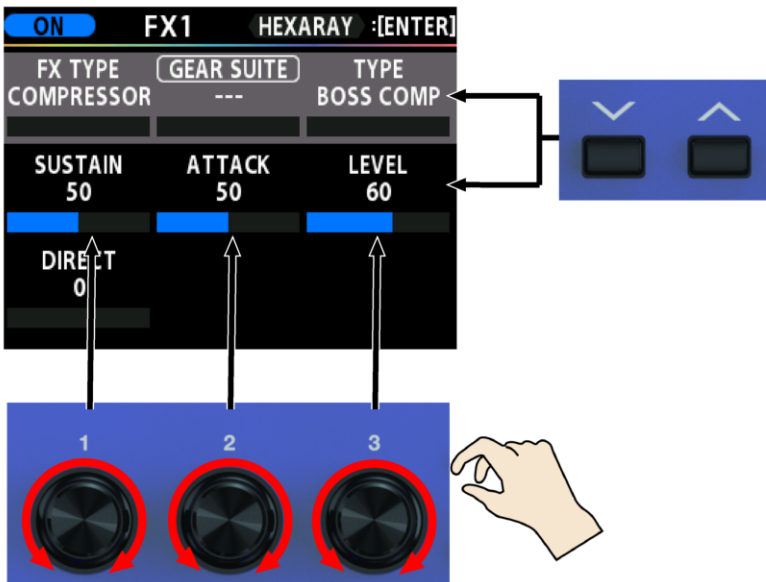 ON FX1 HEXARAY :[ENTER]
FX TYPE GEAR SUITE TYPE
COMPRESSOR --- BOSS COMP
SUSTAIN ATTACK LEVEL
50 50 60
DIRECT
0
1 2 3